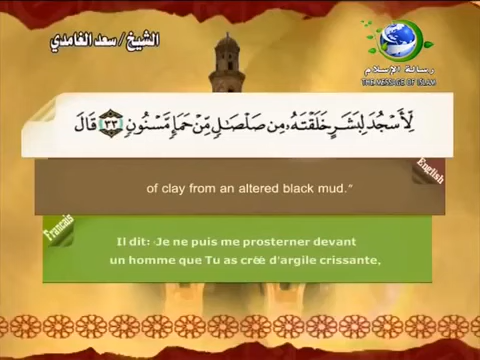 الشيخ / سعد الغامدي
رسالة الإسلام
THE MESSAGE OF ISLAM
لِّأَسْجُدَ لِبَشَرٍ خَلَقْتَهُۥ مِن صَلْصَٰلٍ مِّنْ حَمَإٍ مَّسْنُونٍ ٣٣ قَالَ
English
of clay from an altered black mud."
Français
Il dit: Je ne puis me prosterner devant
un homme que Tu as créé d'argile crissante,